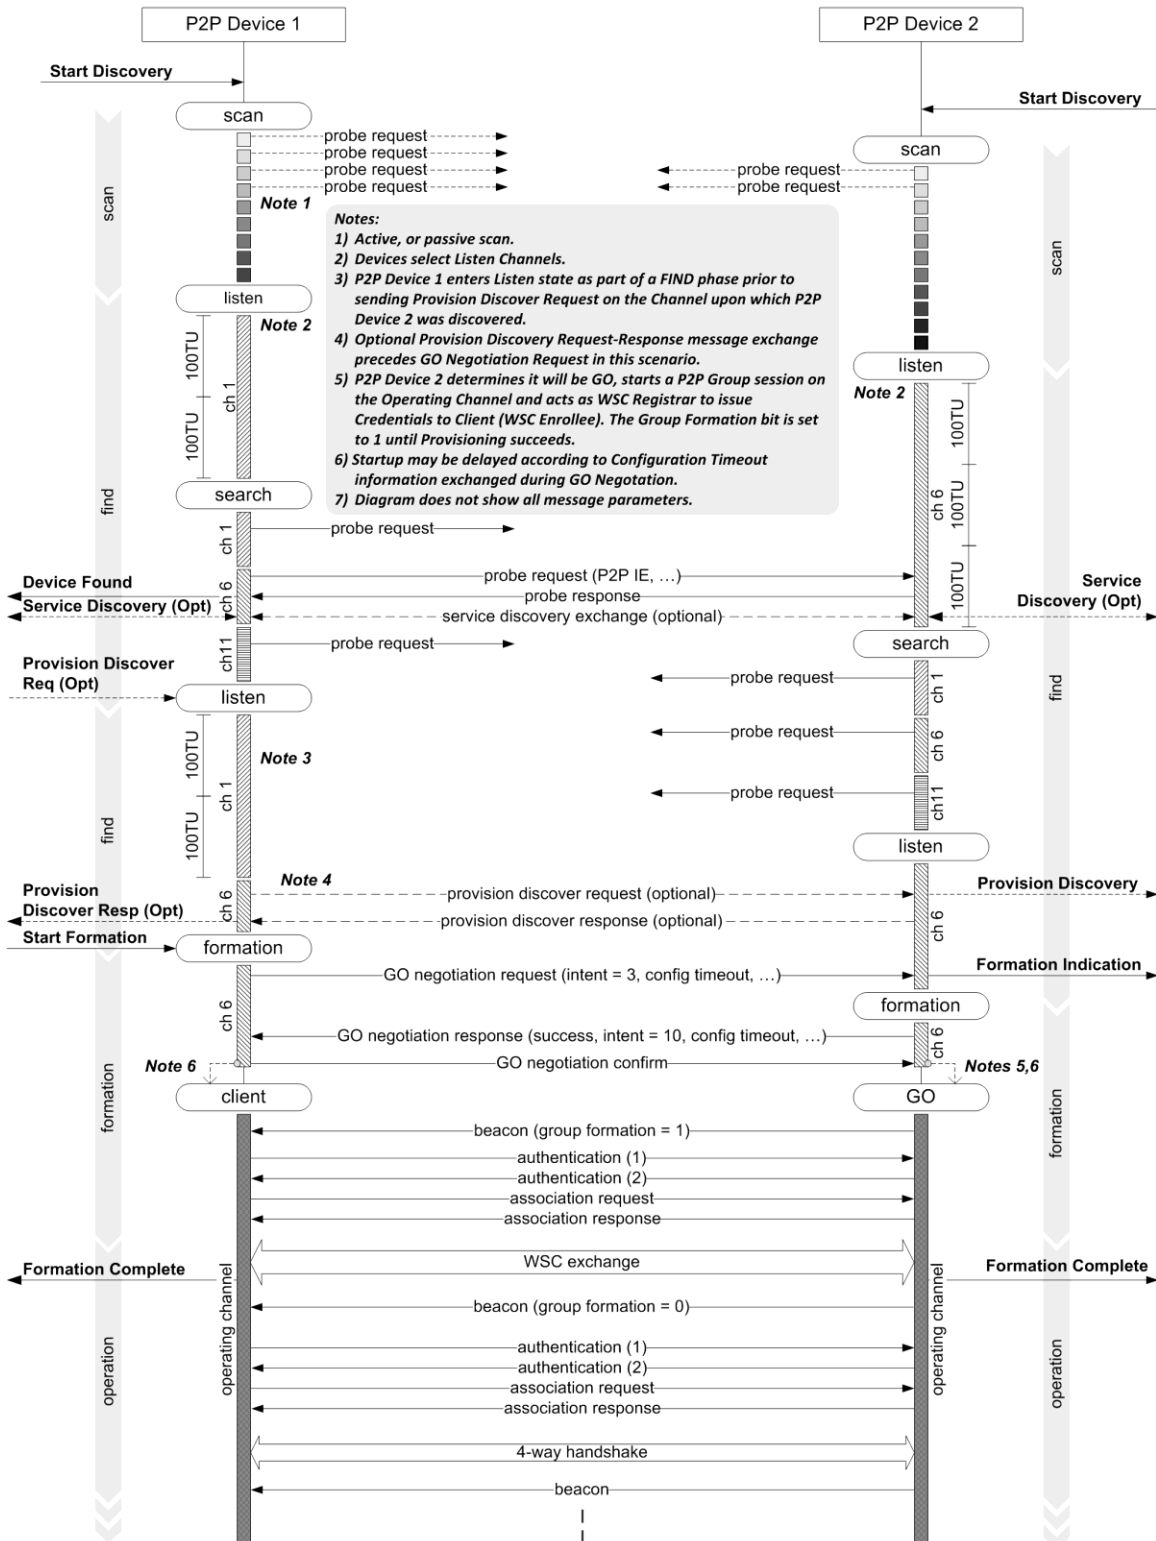 P2P Device 1
P2P Device 2
Start Discovery
Start Discovery
scan
scan
probe request
probe request
probe request
probe request
probe request
probe request
scan
scan
Note 1
Notes:
1) Active, or passive scan.
2) Devices select Listen Channels.
3) P2P Device 1 enters Listen state as part of a FIND phase prior to
sending Provision Discover Request on the Channel upon which P2P
Device 2 was discovered.
4) Optional Provision Discovery Request-Response message exchange
precedes GO Negotiation Request in this scenario.
5) P2P Device 2 determines it will be GO, starts a P2P Group session on
the Operating Channel and acts as WSC Registrar to issue
Credentials to Client (WSC Enrollee). The Group Formation bit is set
to 1 until Provisioning succeeds.
6) Startup may be delayed according to Configuration Timeout
information exchanged during GO Negotation.
7) Diagram does not show all message parameters.
listen
Note 2
100TU
ch 1
100TU
listen
Note 2
100TU
ch 6
100TU
100TU
find
search
ch 1
probe request
probe request (P2P IE, …)
Device Found
ch 6
probe response
Service
Service Discovery (Opt)
service discovery exchange (optional)
Discovery (Opt)
ch11
probe request
search
Provision Discover
Req (Opt)
listen
probe request
ch 1
find
100TU
Note 3
ch 1
100TU
probe request
ch 6
probe request
ch11
find
listen
Note 4
Provision
Discover Resp (Opt)
ch 6
provision discover request (optional)
Provision Discovery
provision discover response (optional)
ch 6
Start Formation
formation
GO negotiation request (intent = 3, config timeout, …)
Formation Indication
ch 6
formation
GO negotiation response (success, intent = 10, config timeout, …)
ch 6
Note 6
GO negotiation confirm
Notes 5,6
client
GO
formation
formation
beacon (group formation = 1)
authentication (1)
authentication (2)
association request
association response
WSC exchange
Formation Complete
Formation Complete
operating channel
operating channel
beacon (group formation = 0)
authentication (1)
authentication (2)
association request
association response
operation
operation
4-way handshake
beacon